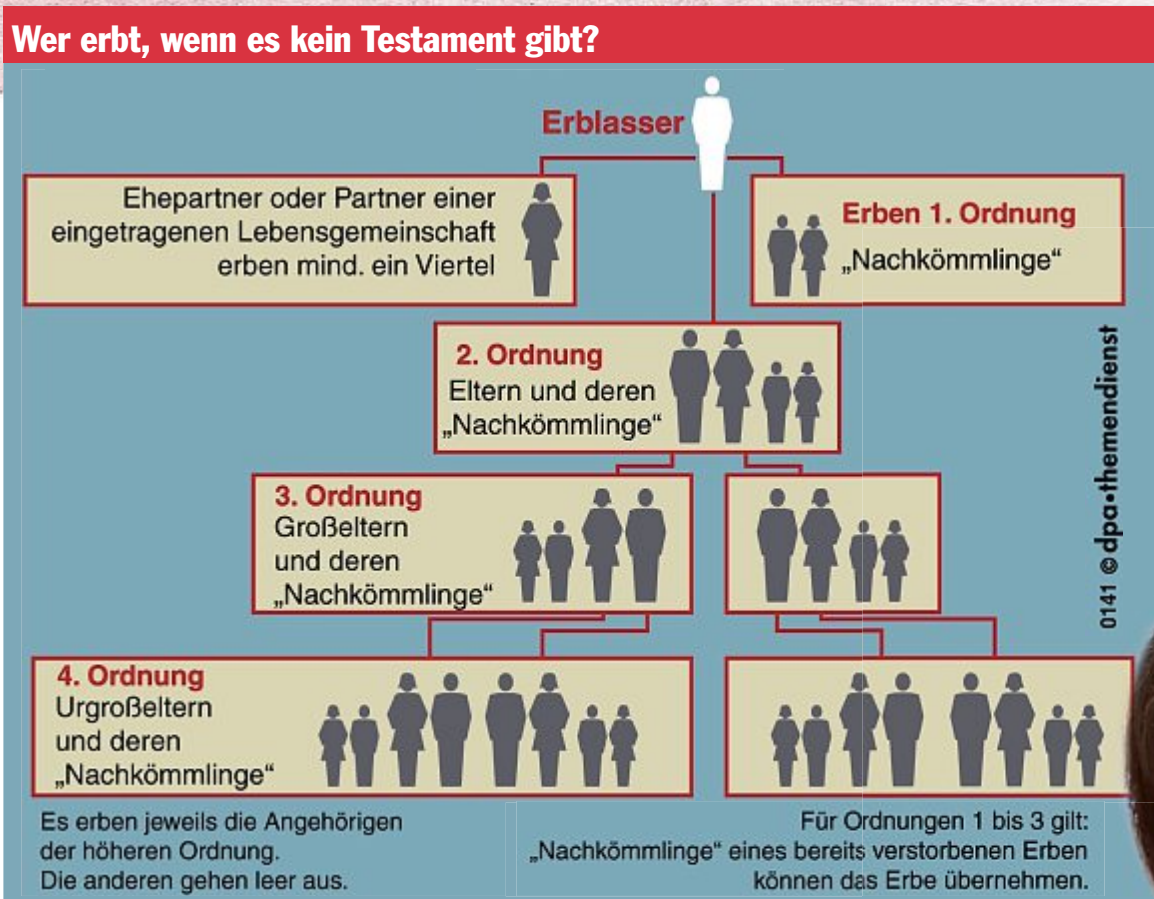 Wer erbt, wenn es kein Testament gibt?
Erblasser
Ehepartner oder Partner einer
eingetragenen Lebensgemeinschaft
erben mind. ein Viertel
Erben 1. Ordnung
„Nachkömmlinge“
2. Ordnung
Eltern und deren
„Nachkömmlinge“
3. Ordnung
Großeltern
und deren
„Nachkömmlinge“
4. Ordnung
Urgroßeltern
und deren
„Nachkömmlinge“
Es erben jeweils die Angehörigen
der höheren Ordnung.
Die anderen gehen leer aus.
Für Ordnungen 1 bis 3 gilt:
„Nachkömmlinge“ eines bereits verstorbenen Erben
können das Erbe übernehmen.
0141 © dpa•themendienst